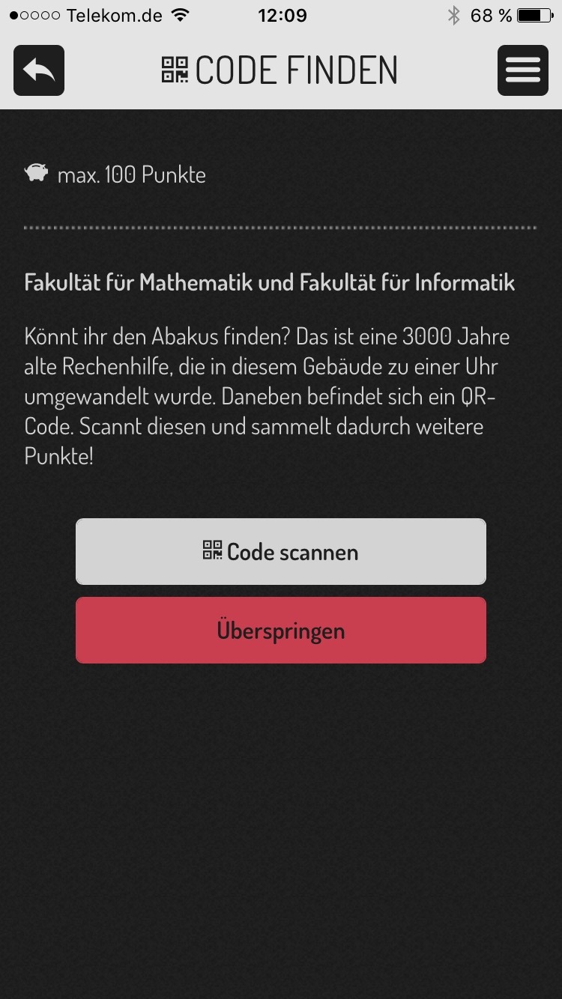 Telekom.de 12:09 68 %
CODE FINDEN
max. 100 Punkte
Fakultät für Mathematik und Fakultät für Informatik
Könnt ihr den Abakus finden? Das ist eine 3000 Jahre
alte Rechenhilfe, die in diesem Gebäude zu einer Uhr
umgewandelt wurde. Daneben befindet sich ein QR-
Code. Scannt diesen und sammelt dadurch weitere
Punkte!
Code scannen
Überspringen